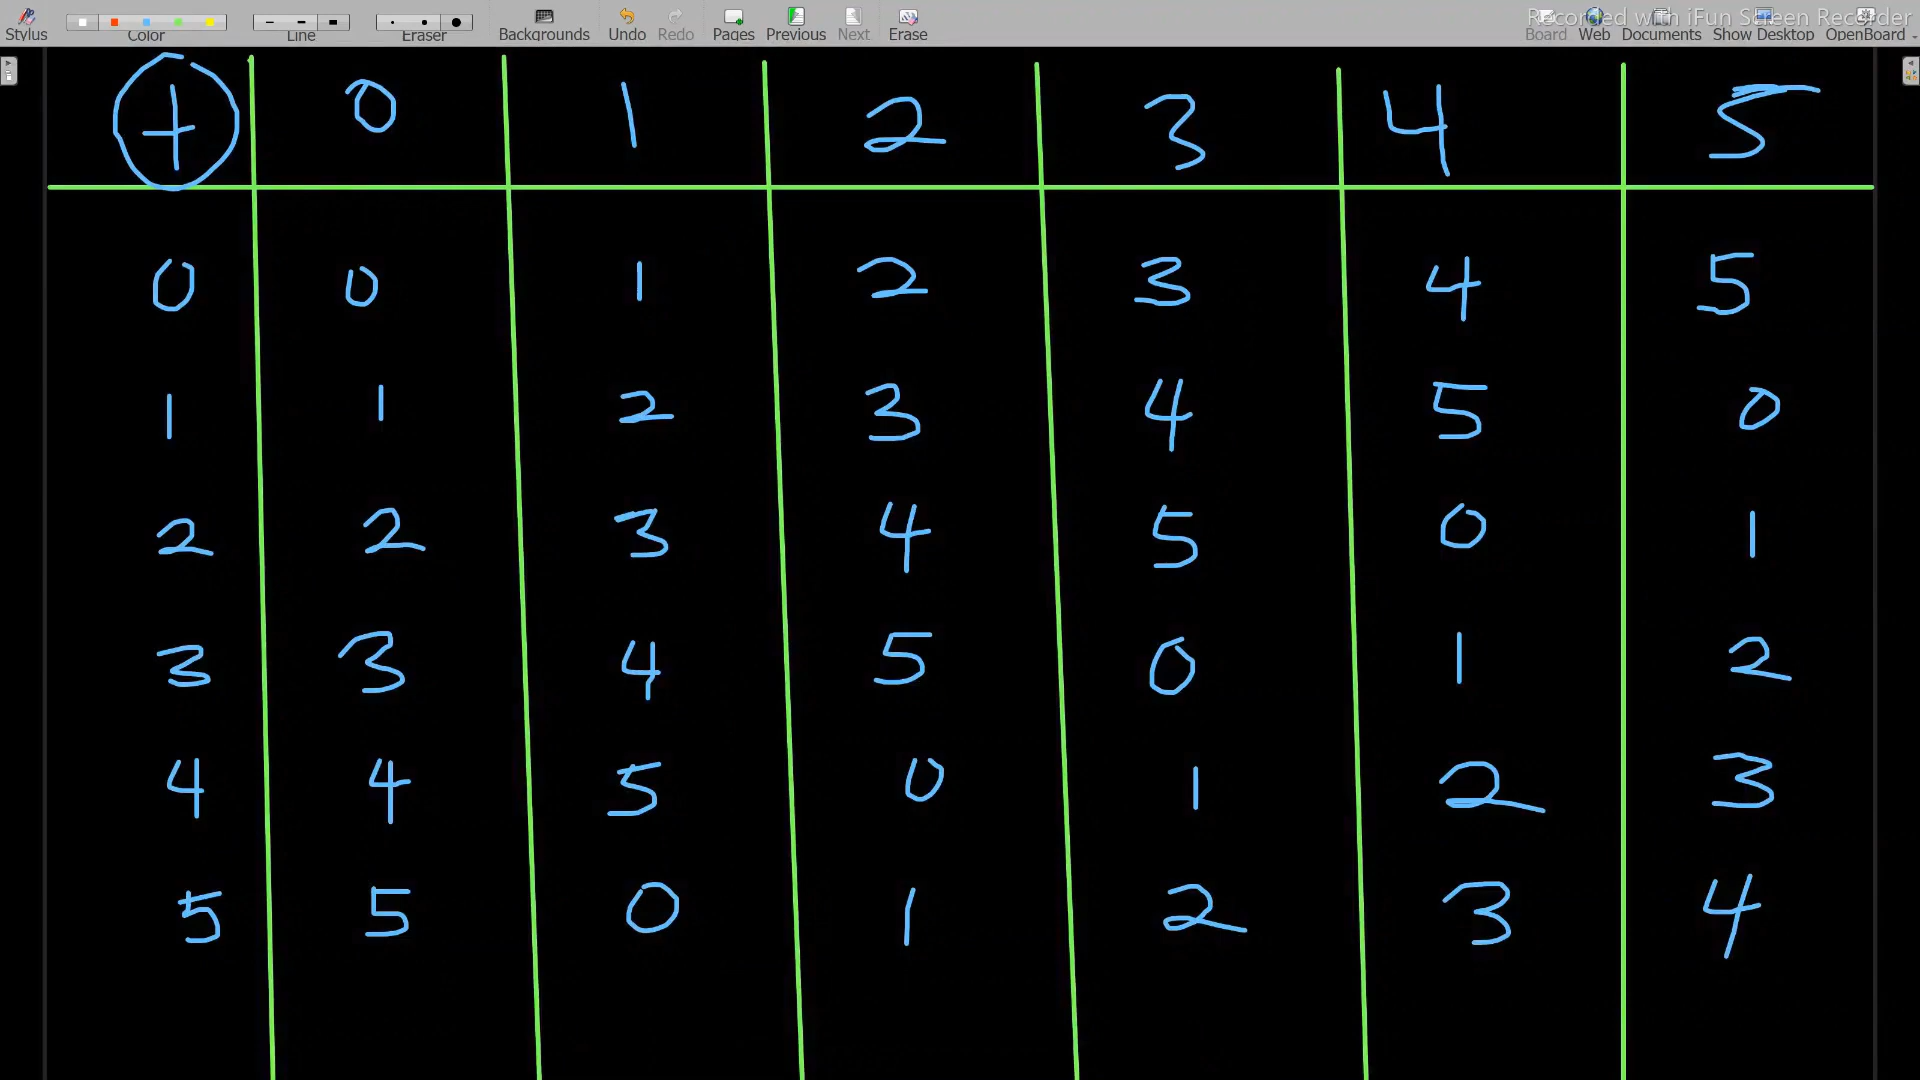 Recorded with iFun Screen Recorder
Stylus Color Line Eraser Backgrounds Undo Redo Pages Previous Next Erase Board Web Documents Show Desktop OpenBoard
+ 0 1 2 3 4 5
0 0 1 2 3 4 5
1 1 2 3 4 5 0
2 2 3 4 5 0 1
3 3 4 5 0 1 2
4 4 5 0 1 2 3
5 5 0 1 2 3 4